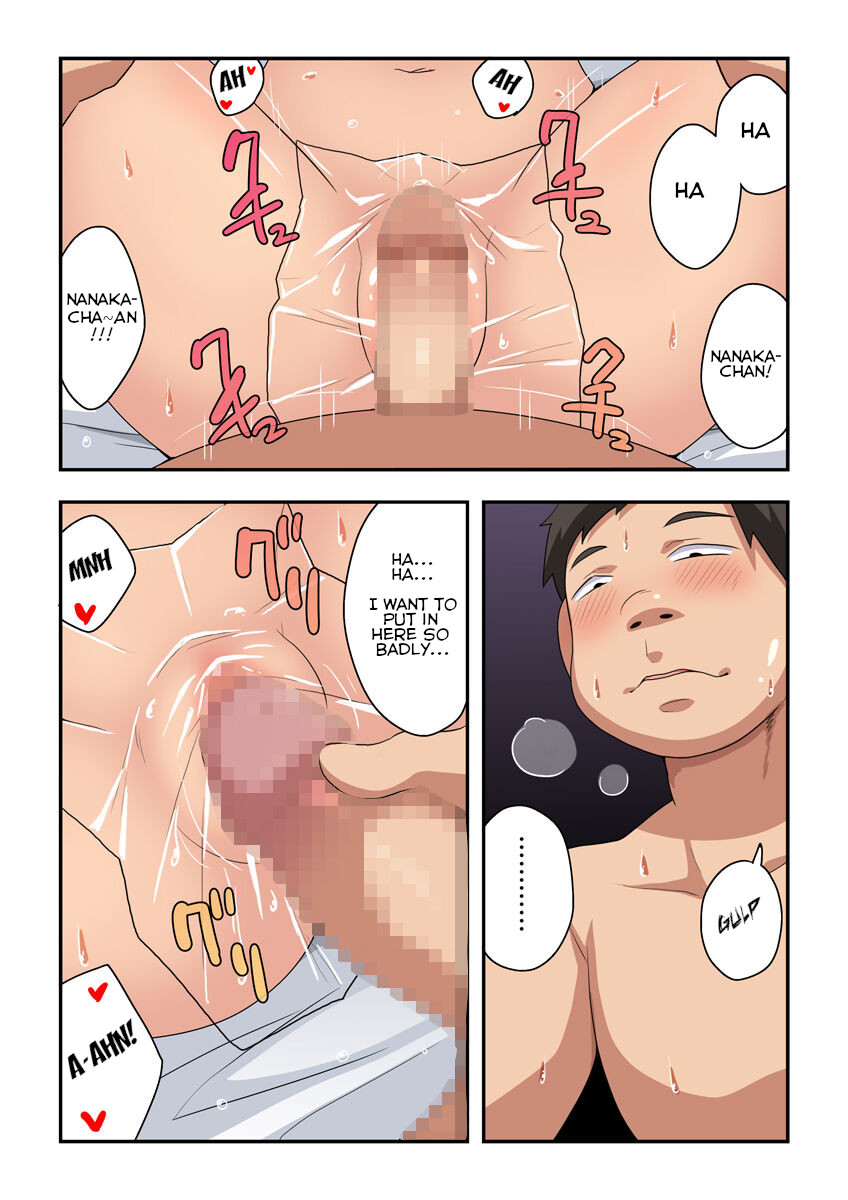 AH
AH
HA
HA
クチュ
クチュ
NANAKA-
CHA~AN
!!!
NANAKA-
CHAN!
クチュ
クチュ
MNH
グリ
HA...
HA...
I WANT TO
PUT IN
HERE SO
BADLY...
グリ
A-AHN!
..........
GULP